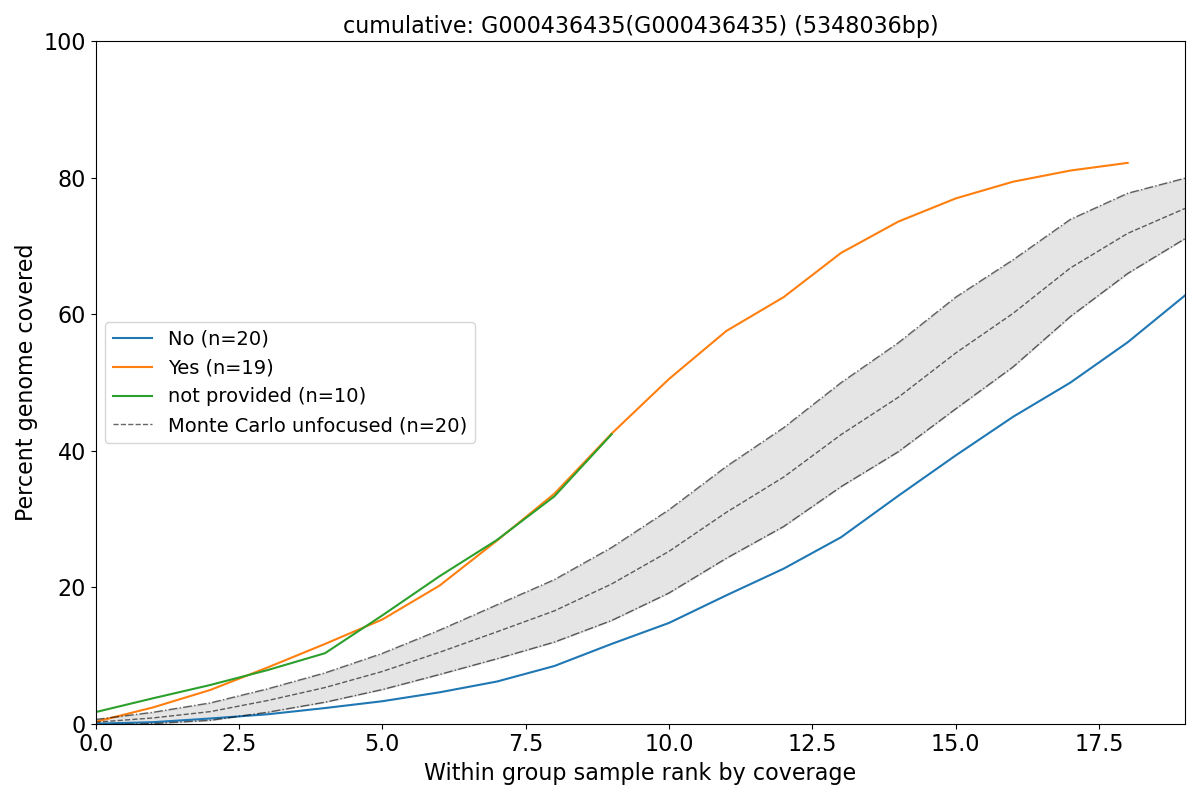 cumulative: G000436435(G000436435) (5348036bp)
100
80
60
40
20
0
Percent genome covered
No (n=20)
Yes (n=19)
not provided (n=10)
Monte Carlo unfocused (n=20)
0.0 2.5 5.0 7.5 10.0 12.5 15.0 17.5
Within group sample rank by coverage